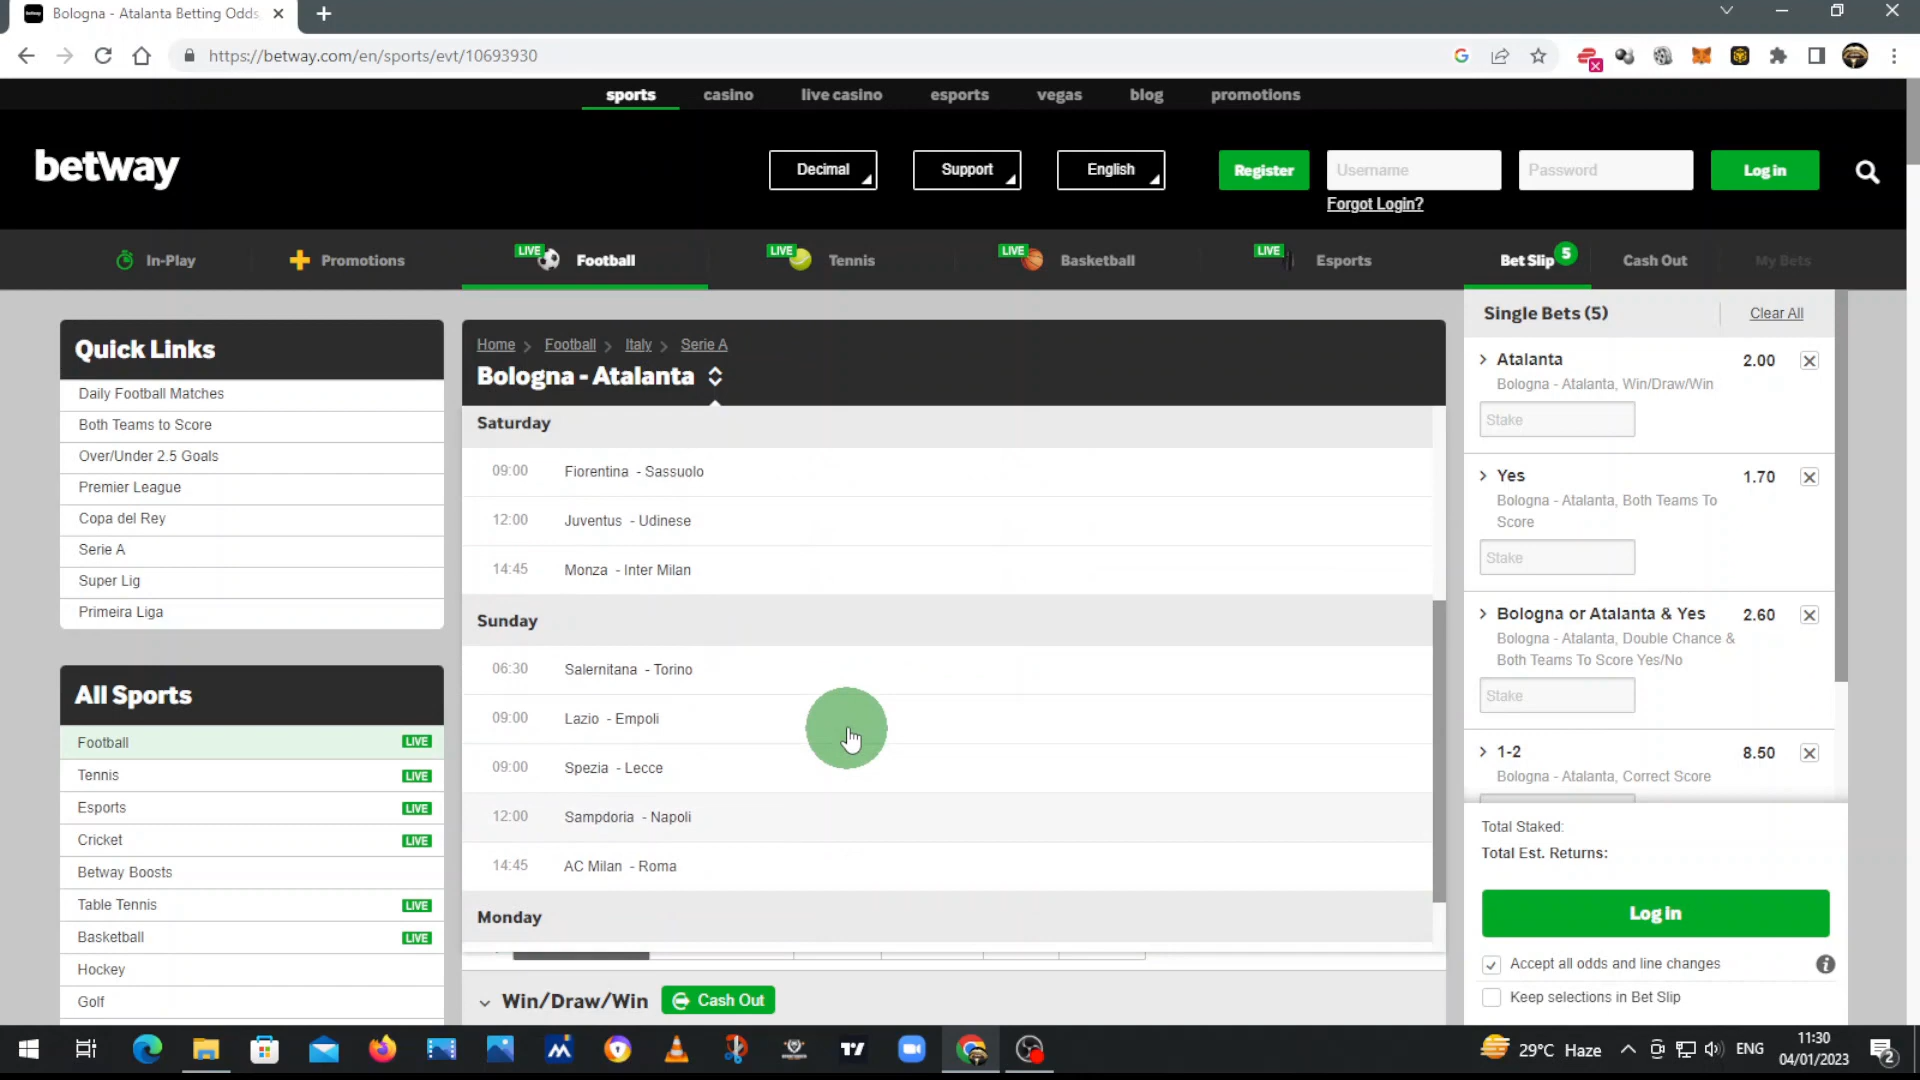 Bologna - Atalanta Betting Odds
https://betway.com/en/sports/evt/10693930
sports casino live casino esports vegas blog promotions
betway
Decimal Support English Register Username Password Log in
Forgot Login?
In-Play Promotions LIVE Football LIVE Tennis LIVE Basketball LIVE Esports Bet Slip 5 Cash Out My Bets
Quick Links
Daily Football Matches
Both Teams to Score
Over/Under 2.5 Goals
Premier League
Copa del Rey
Serie A
Super Lig
Primeira Liga
All Sports
Football LIVE
Tennis LIVE
Esports LIVE
Cricket LIVE
Betway Boosts
Table Tennis LIVE
Basketball LIVE
Hockey
Golf
Home > Football > Italy > Serie A
Bologna - Atalanta
Saturday
09:00 Fiorentina - Sassuolo
12:00 Juventus - Udinese
14:45 Monza - Inter Milan
Sunday
06:30 Salernitana - Torino
09:00 Lazio - Empoli
09:00 Spezia - Lecce
12:00 Sampdoria - Napoli
14:45 AC Milan - Roma
Monday
Win/Draw/Win Cash Out
Single Bets (5) Clear All
Atalanta 2.00
Bologna - Atalanta, Win/Draw/Win
Stake
Yes 1.70
Bologna - Atalanta, Both Teams To
Score
Stake
Bologna or Atalanta & Yes 2.60
Bologna - Atalanta, Double Chance &
Both Teams To Score Yes/No
Stake
1-2 8.50
Bologna - Atalanta, Correct Score
Total Staked:
Total Est. Returns:
Log In
Accept all odds and line changes
Keep selections in Bet Slip
29°C Haze ENG 11:30
04/01/2023
2